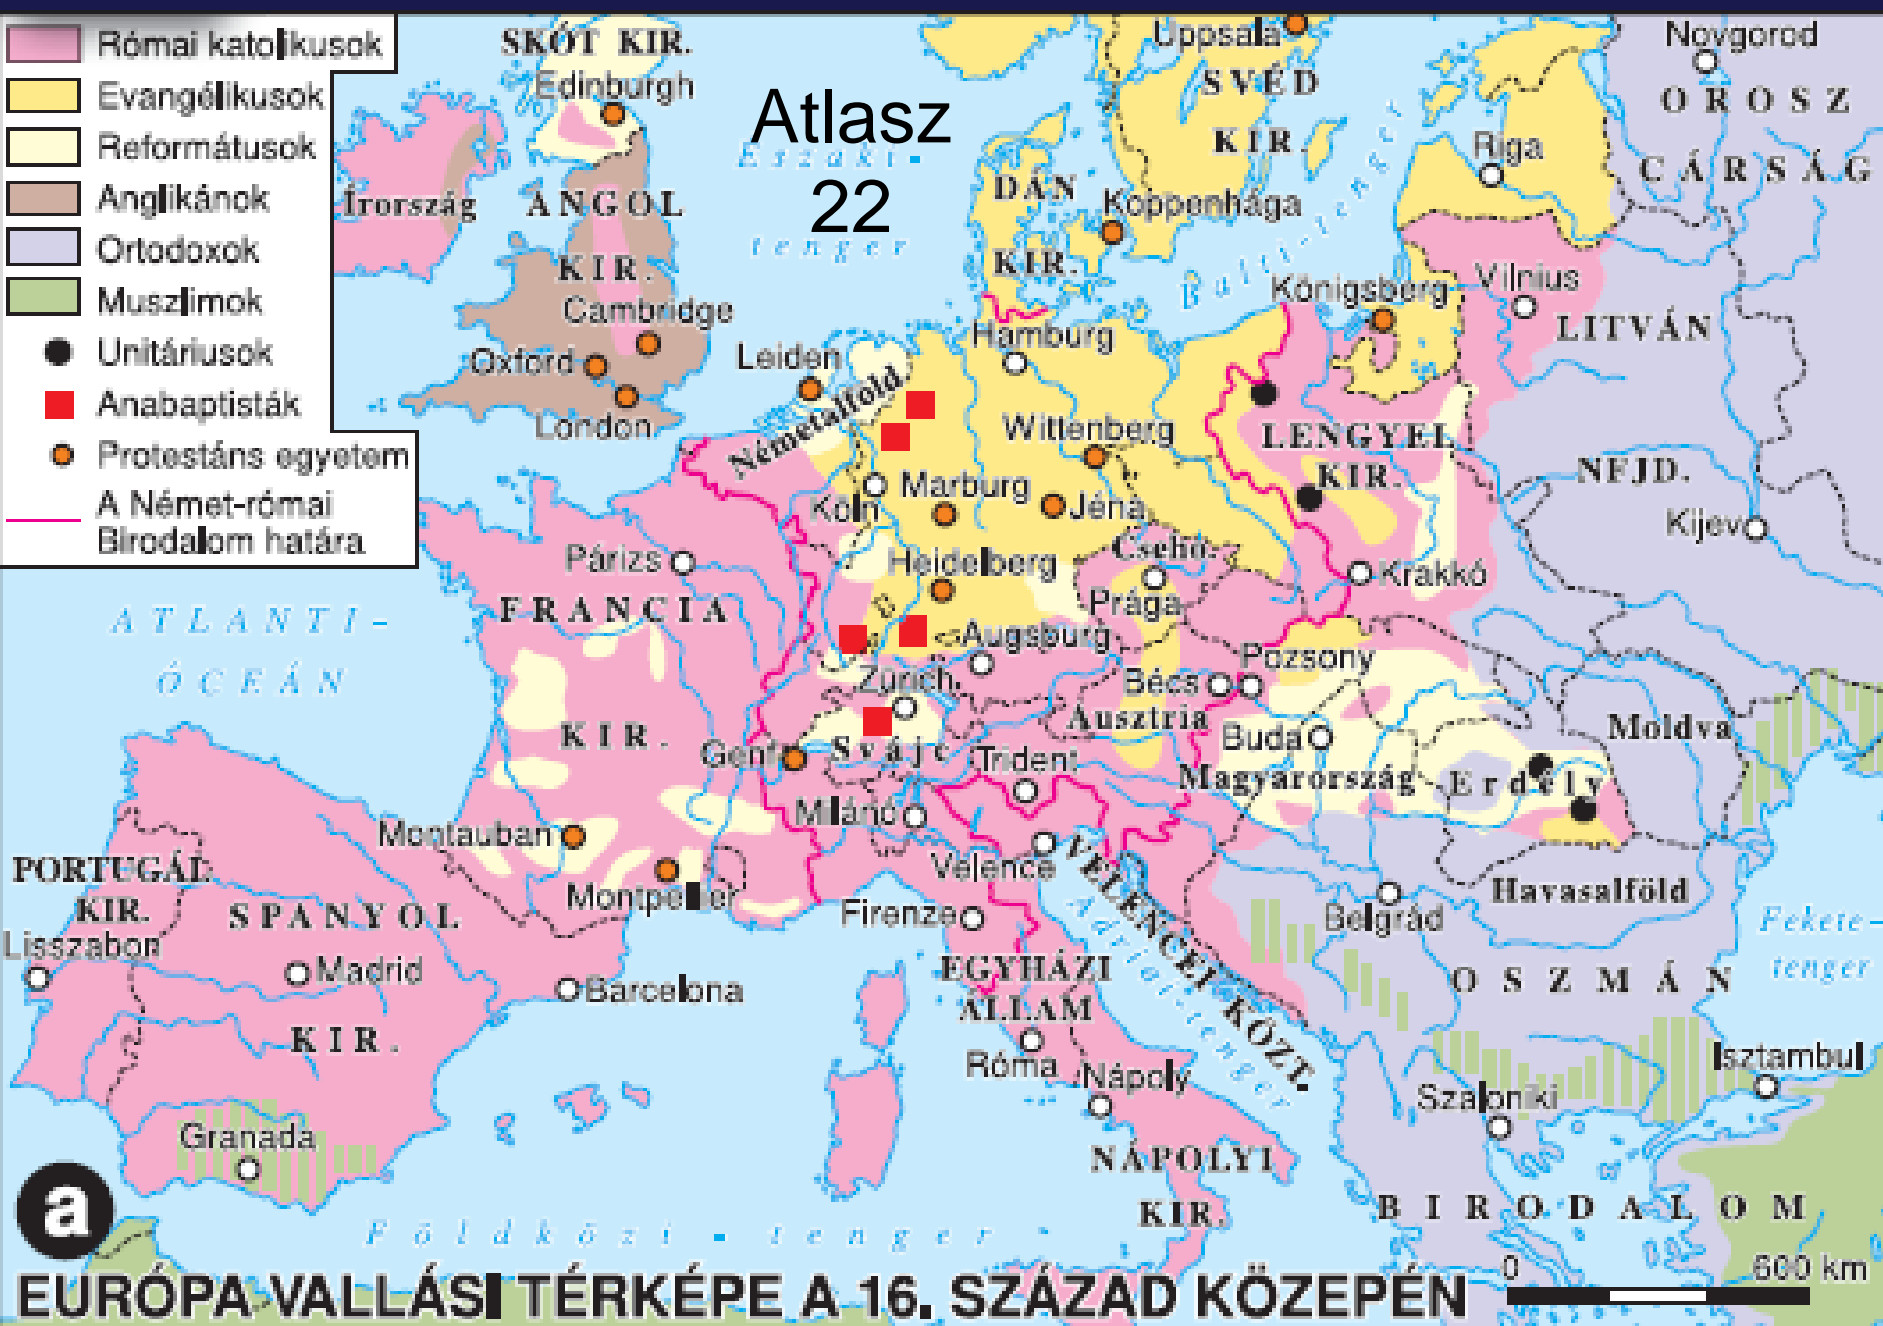 Római katolikusok
Evangélikusok
Reformátusok
Anglikánok
Ortodoxok
Muszlimok
Unitáriusok
Anabaptisták
Protestáns egyetem
A Német-római
Birodalom határa
Atlasz
22
SKÓT KIR.
Edinburgh
Írország
ANGOL
KIR.
Cambridge
Oxford
London
Északi-
tenger
Uppsala
SVÉD
KIR.
DÁN
KIR.
Koppenhága
Balti-tenger
Novgorod
OROSZ
CÁRSÁG
Riga
Vilnius
LITVÁN
NFJD.
Kijev
Königsberg
Hamburg
Leiden
Németalföld
Wittenberg
LENGYEL
KIR.
Köln
Marburg
Jéna
Párizs
Heidelberg
Cseho.
Prága
Krakkó
FRANCIA
KIR.
ATLANTI-
ÓCEÁN
Augsburg
Zürich
Bécs
Pozsony
Ausztria
Buda
Magyarország
Erdély
Moldva
Genf
Svájc
Trident
Milánó
Velence
VELENCEI KÖZT.
Montauban
Montpellier
Firenze
Adriai-tenger
Belgrád
Havasalföld
Fekete-
tenger
PORTUGÁL
KIR.
Lisszabon
SPANYOL
KIR.
Madrid
Barcelona
EGYHÁZI
ÁLLAM
Róma
Nápoly
NÁPOLYI
KIR.
OSZMÁN
BIRODALOM
Isztambul
Szaloniki
Granada
Földközi-tenger
a
EURÓPA VALLÁSI TÉRKÉPE A 16. SZÁZAD KÖZEPÉN
0 600 km